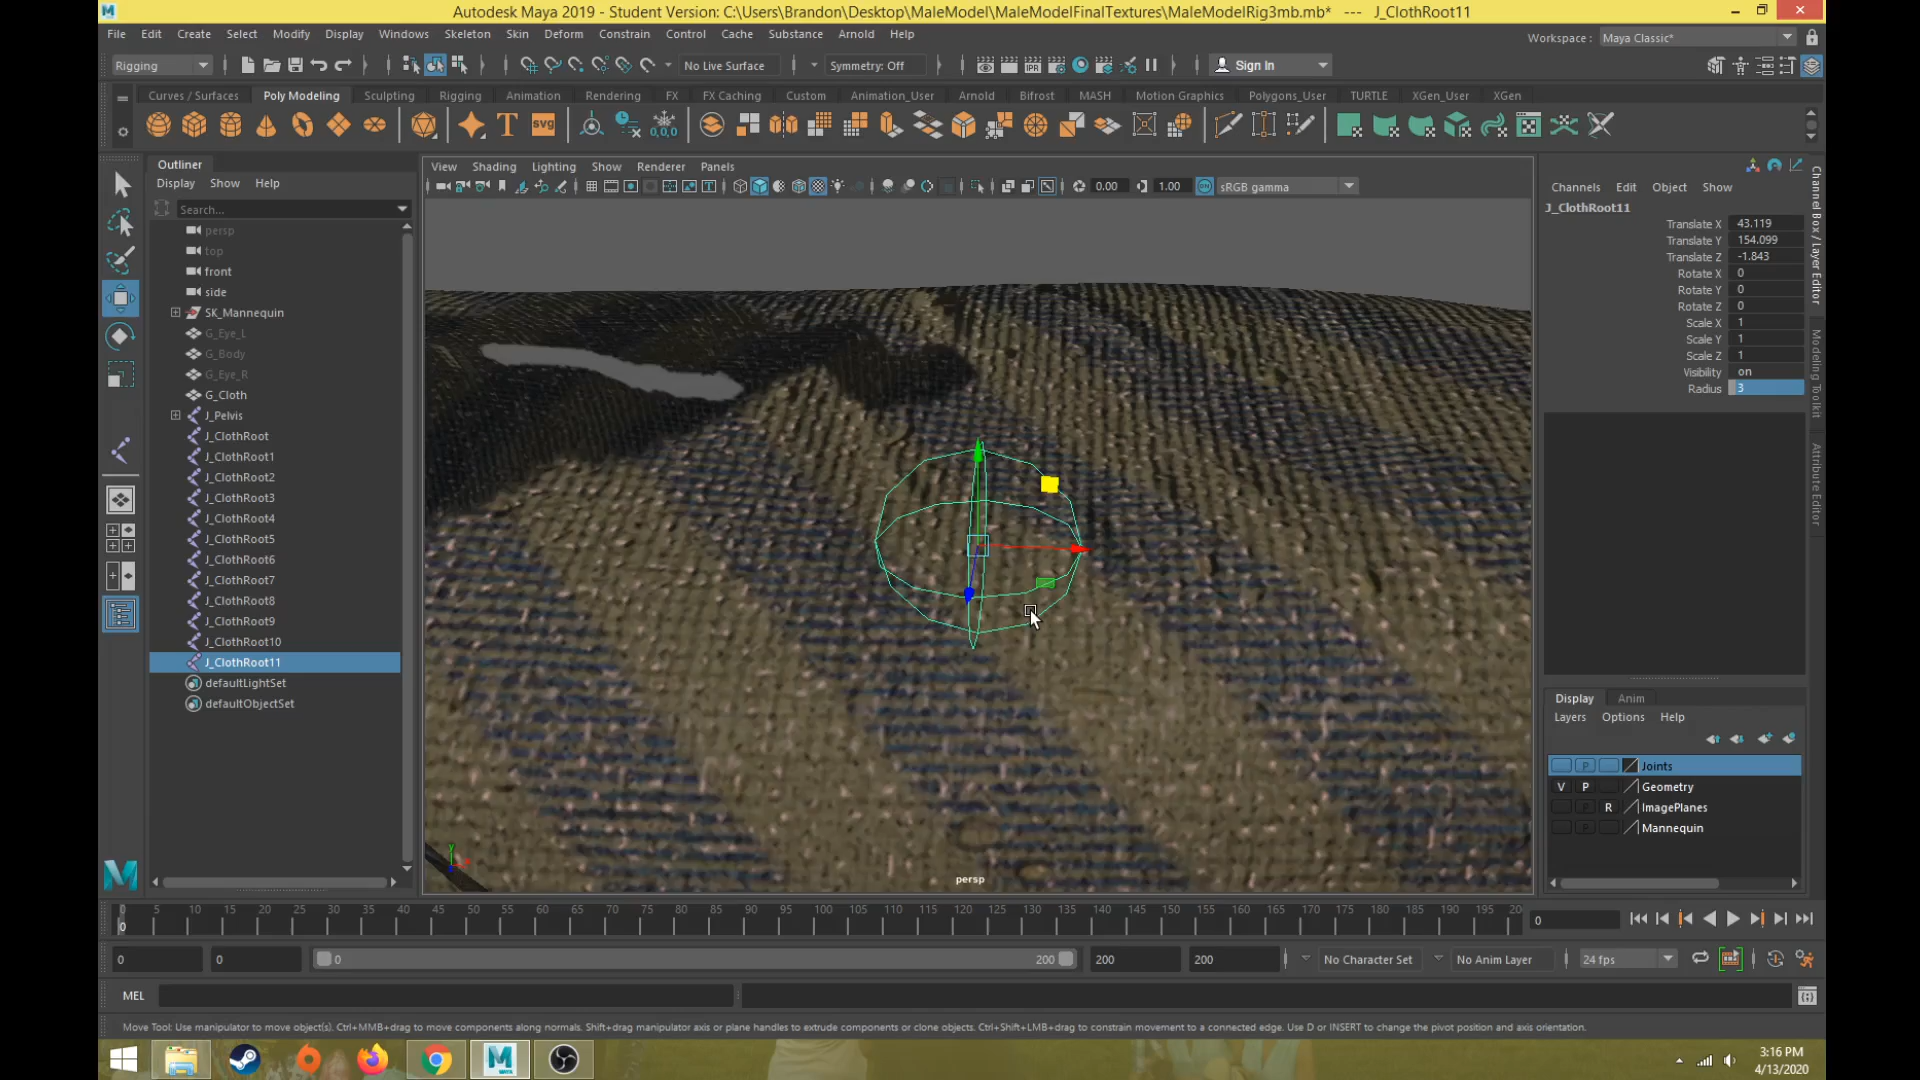 Autodesk Maya 2019 - Student Version: C:\Users\Brandon\Desktop\MaleModel\MaleModelFinalTextures\MaleModelRig3mb.mb* --- J_ClothRoot11
File Edit Create Select Modify Display Windows Skeleton Skin Deform Constrain Control Cache Substance Arnold Help
Workspace : Maya Classic*
Rigging No Live Surface Symmetry: Off Sign In
Curves / Surfaces Poly Modeling Sculpting Rigging Animation Rendering FX FX Caching Custom Animation_User Arnold Bifrost MASH Motion Graphics Polygons_User TURTLE XGen_User XGen
Outliner
Display Show Help
Search...
persp
top
front
side
SK_Mannequin
G_Eye_L
G_Body
G_Eye_R
G_Cloth
J_Pelvis
J_ClothRoot
J_ClothRoot1
J_ClothRoot2
J_ClothRoot3
J_ClothRoot4
J_ClothRoot5
J_ClothRoot6
J_ClothRoot7
J_ClothRoot8
J_ClothRoot9
J_ClothRoot10
J_ClothRoot11
defaultLightSet
defaultObjectSet
View Shading Lighting Show Renderer Panels
0.00 1.00 sRGB gamma
persp
Channels Edit Object Show
J_ClothRoot11
Translate X 43.119
Translate Y 154.099
Translate Z -1.843
Rotate X 0
Rotate Y 0
Rotate Z 0
Scale X 1
Scale Y 1
Scale Z 1
Visibility on
Radius 3
Channel Box / Layer Editor
Modeling Toolkit
Attribute Editor
Display Anim
Layers Options Help
P Joints
V P Geometry
P R ImagePlanes
P Mannequin
0 5 10 15 20 25 30 35 40 45 50 55 60 65 70 75 80 85 90 95 100 105 110 115 120 125 130 135 140 145 150 155 160 165 170 175 180 185 190 195 20
0 0
0 0 0 200 200 200 No Character Set No Anim Layer 24 fps
MEL
Move Tool: Use manipulator to move object(s). Ctrl+MMB+drag to move components along normals. Shift+drag manipulator axis or plane handles to extrude components or clone objects. Ctrl+Shift+LMB+drag to constrain movement to a connected edge. Use D or INSERT to change the pivot position and axis orientation.
3:16 PM
4/13/2020